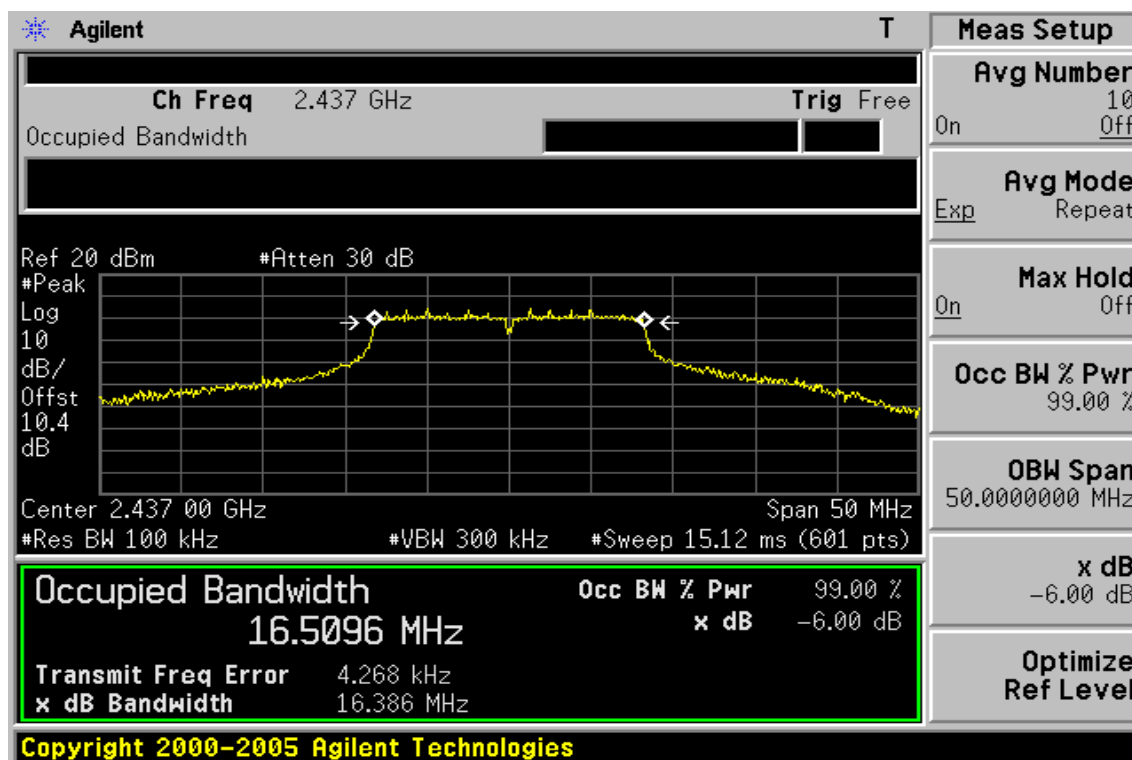 Agilent T
Ch Freq 2.437 GHz Trig Free
Occupied Bandwidth
Ref 20 dBm #Atten 30 dB
#Peak
Log
10
dB/
Offst
10.4
dB
Center 2.437 00 GHz Span 50 MHz
#Res BW 100 kHz #VBW 300 kHz #Sweep 15.12 ms (601 pts)
Occupied Bandwidth Occ BW % Pwr 99.00 %
16.5096 MHz x dB -6.00 dB
Transmit Freq Error 4.268 kHz
x dB Bandwidth 16.386 MHz
Copyright 2000-2005 Agilent Technologies
Meas Setup
Avg Number
10
On Off
Avg Mode
Exp Repeat
Max Hold
On Off
Occ BW % Pwr
99.00 %
OBW Span
50.0000000 MHz
x dB
-6.00 dB
Optimize
Ref Level